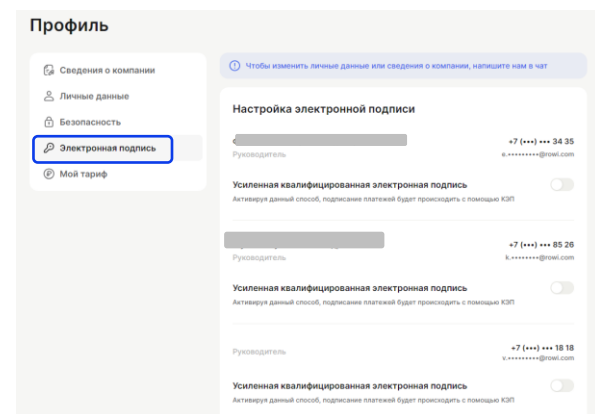 Профиль
Сведения о компании
Личные данные
Безопасность
Электронная подпись
Мой тариф
Чтобы изменить личные данные или сведения о компании, напишите нам в чат
Настройка электронной подписи
+7 (•••) ••• 34 35
Руководитель
e.•••••••••@rowi.com
Усиленная квалифицированная электронная подпись
Активируя данный способ, подписание платежей будет происходить с помощью КЭП
+7 (•••) ••• 85 26
Руководитель
k.••••••••@rowi.com
Усиленная квалифицированная электронная подпись
Активируя данный способ, подписание платежей будет происходить с помощью КЭП
+7 (•••) ••• 18 18
Руководитель
v.•••••••••@rowi.com
Усиленная квалифицированная электронная подпись
Активируя данный способ, подписание платежей будет происходить с помощью КЭП